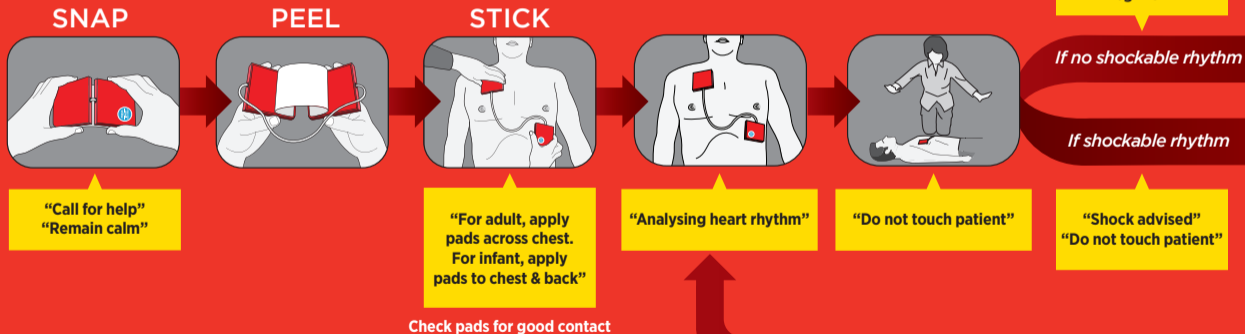 SNAP
PEEL
STICK
If no shockable rhythm
If shockable rhythm
“Call for help”
“Remain calm”
“For adult, apply
pads across chest.
For infant, apply
pads to chest & back”
“Analysing heart rhythm”
“Do not touch patient”
“Shock advised”
“Do not touch patient”
Check pads for good contact